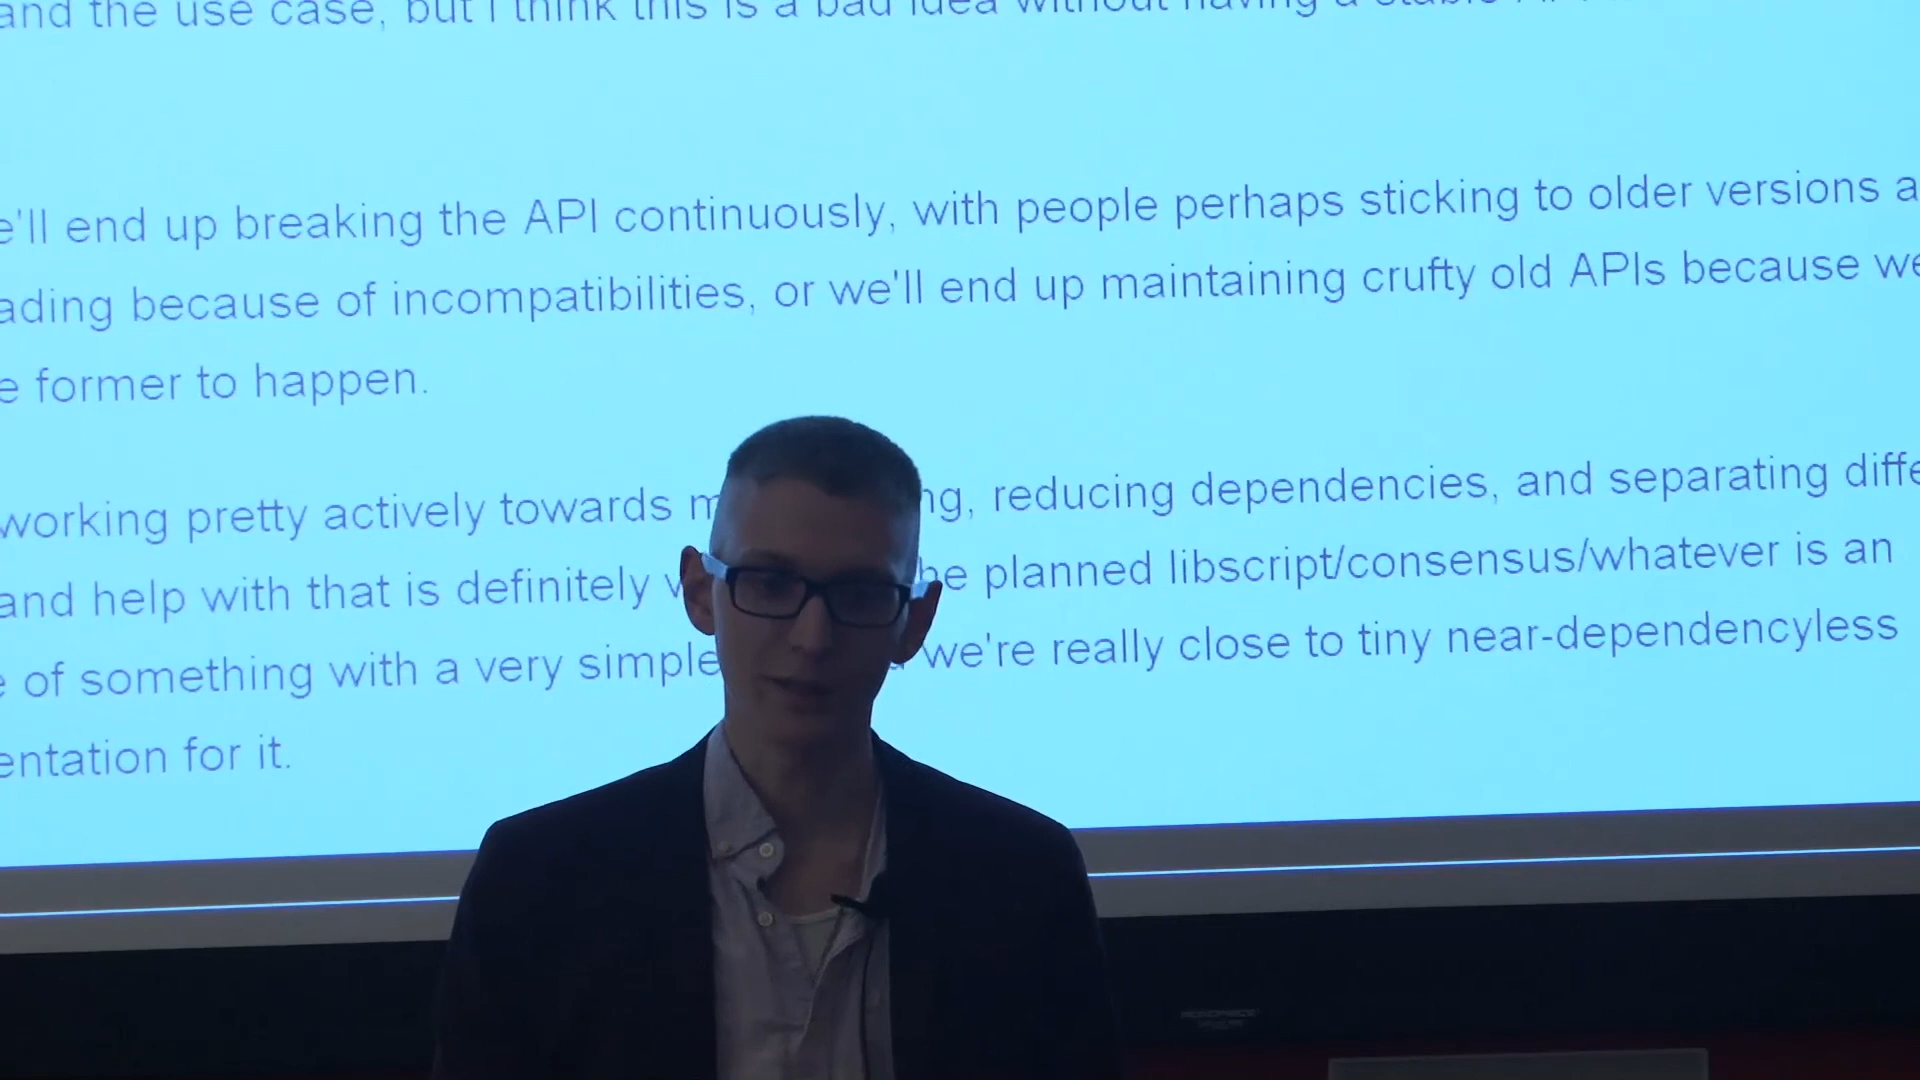 and the use case, but I think this is a bad idea without having a stable
e'll end up breaking the API continuously, with people perhaps sticking to older versions a
ading because of incompatibilities, or we'll end up maintaining crufty old APIs because we
e former to happen.
working pretty actively towards m ng, reducing dependencies, and separating diffe
and help with that is definitely w he planned libscript/consensus/whatever is an
e of something with a very simple we're really close to tiny near-dependencyless
entation for it.